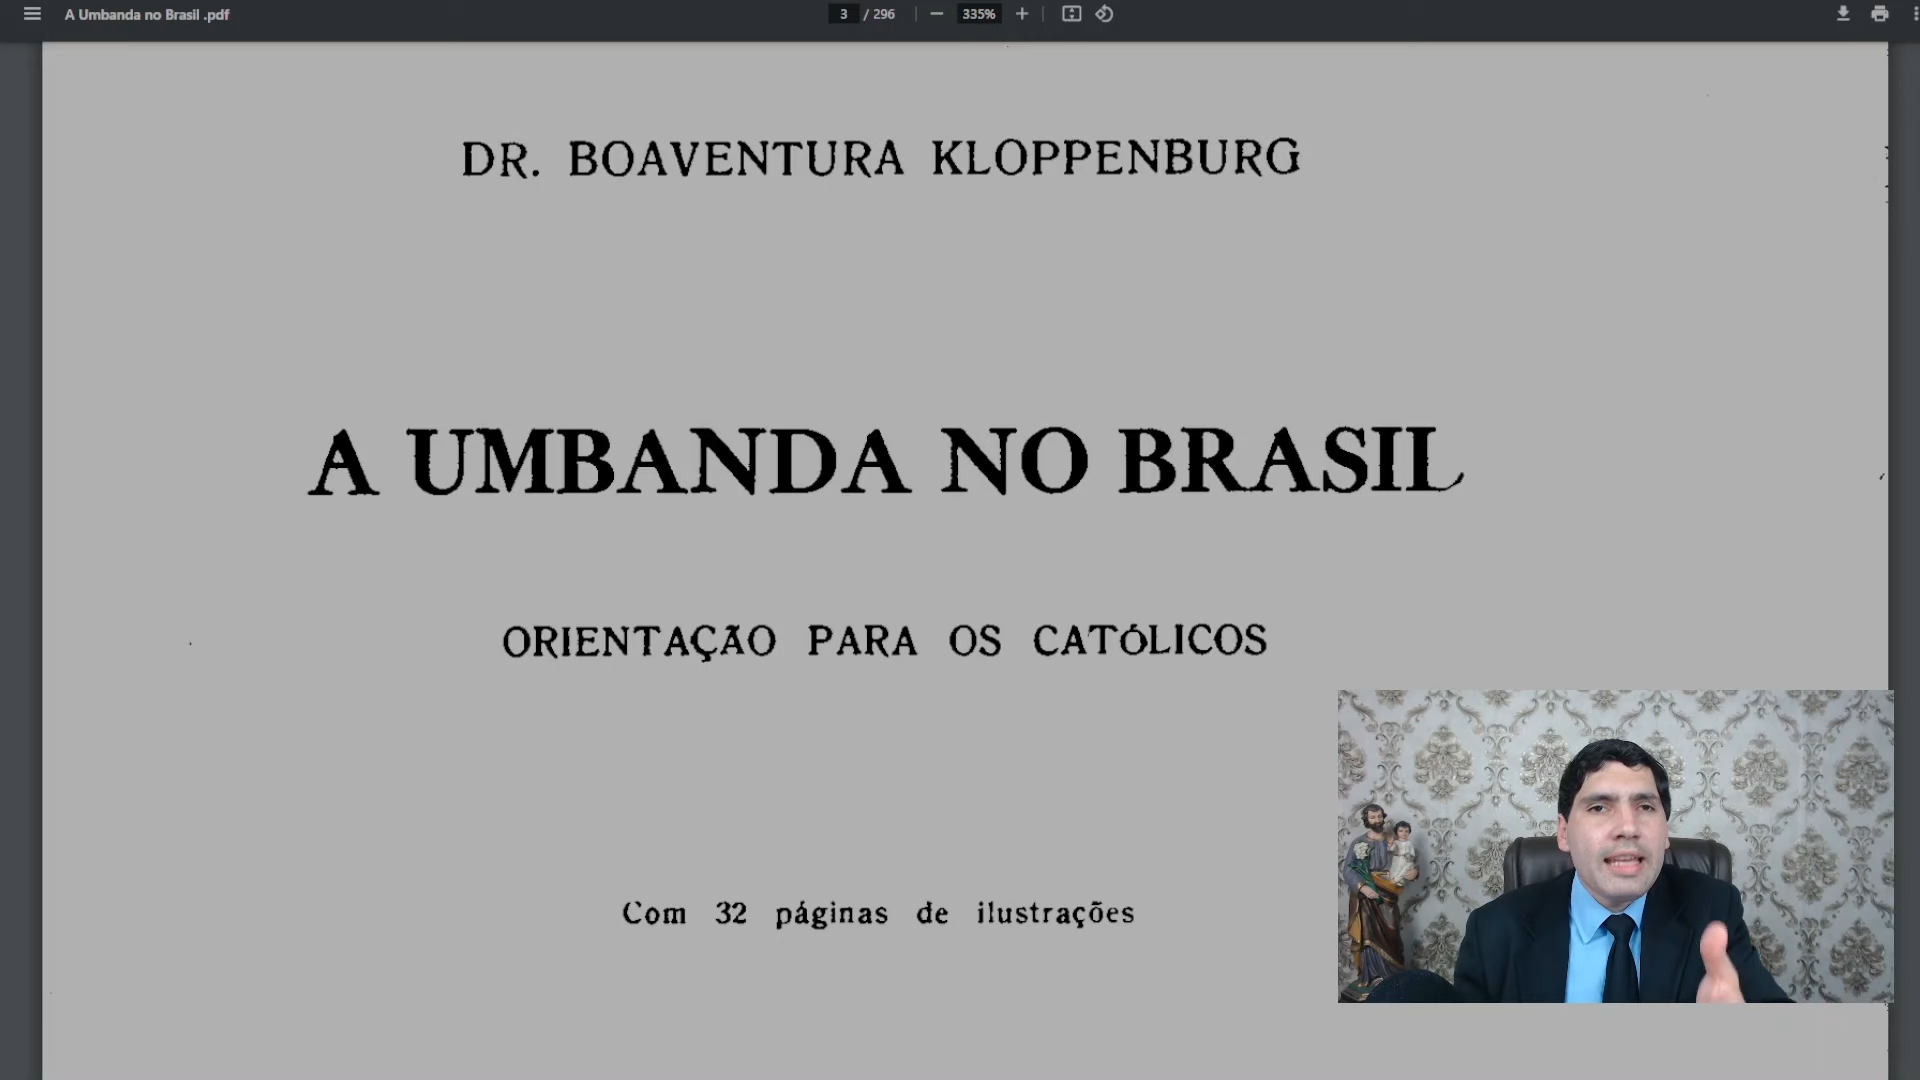 A Umbanda no Brasil .pdf
3 / 296
335%
DR. BOAVENTURA KLOPPENBURG
A UMBANDA NO BRASIL
ORIENTAÇÃO PARA OS CATÓLICOS
Com 32 páginas de ilustrações